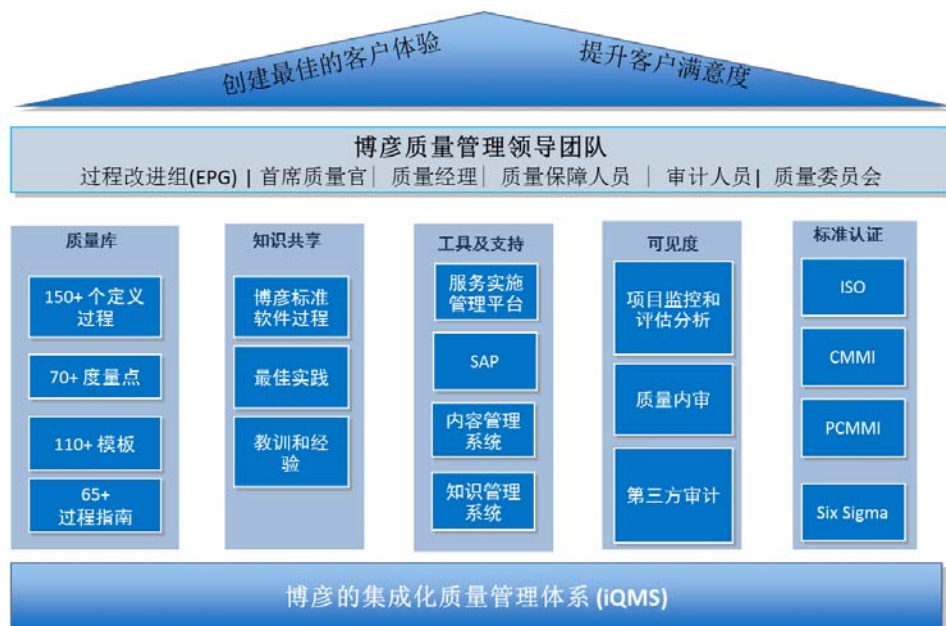 创建最佳的客户体验
提升客户满意度
博彦质量管理领导团队
过程改进组(EPG) | 首席质量官| 质量经理| 质量保障人员 | 审计人员| 质量委员会
质量库
150+ 个定义
过程
70+ 度量点
110+ 模板
65+
过程指南
知识共享
博彦标准
软件过程
最佳实践
教训和经
验
工具及支持
服务实施
管理平台
SAP
内容管理
系统
知识管理
系统
可见度
项目监控和
评估分析
质量内审
第三方审计
标准认证
ISO
CMMI
PCMMI
Six Sigma
博彦的集成化质量管理体系 (iQMS)